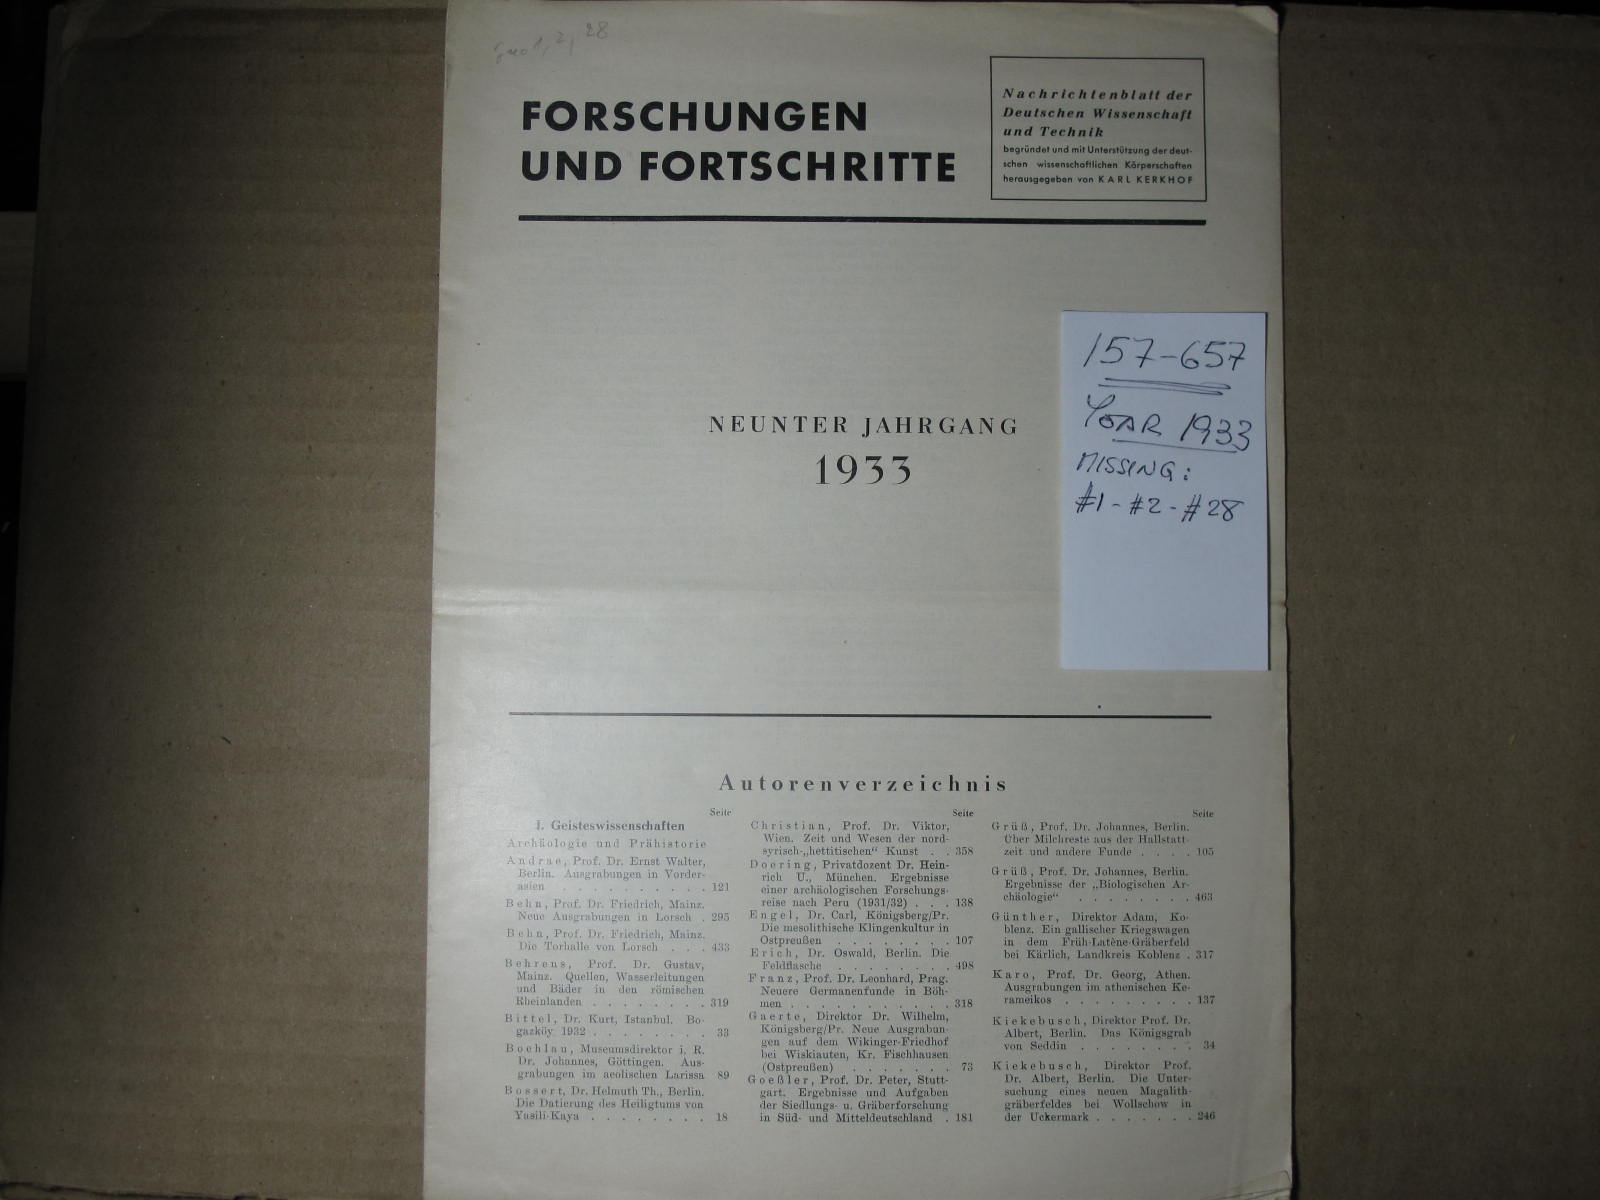 1, 2, 28
FORSCHUNGEN
UND FORTSCHRITTE
Nachrichtenblatt der
Deutschen Wissenschaft
und Technik
begründet und mit Unterstützung der deut-
schen wissenschaftlichen Körperschaften
herausgegeben von KARL KERKHOF
NEUNTER JAHRGANG
1933
157-657
YEAR 1933
MISSING:
#1 - #2 - #28
Autorenverzeichnis
Seite
I. Geisteswissenschaften
Archäologie und Prähistorie
Andrae, Prof. Dr. Ernst Walter,
Berlin. Ausgrabungen in Vorder-
asien . . . . . . . . . . 121
Behn, Prof. Dr. Friedrich, Mainz.
Neue Ausgrabungen in Lorsch . 295
Behn, Prof. Dr. Friedrich, Mainz.
Die Torhalle von Lorsch . . . 433
Behrens, Prof. Dr. Gustav,
Mainz. Quellen, Wasserleitungen
und Bäder in den römischen
Rheinlanden . . . . . . . . 319
Bittel, Dr. Kurt, Istanbul. Bo-
gazköy 1932 . . . . . . . . 33
Boehlau, Museumsdirektor i. R.
Dr. Johannes, Göttingen. Aus-
grabungen im aeolischen Larissa 89
Bossert, Dr. Helmuth Th., Berlin.
Die Datierung des Heiligtums von
Yasili-Kaya . . . . . . . . 18
Seite
Christian, Prof. Dr. Viktor,
Wien. Zeit und Wesen der nord-
syrisch-„hettitischen“ Kunst . . 358
Doering, Privatdozent Dr. Hein-
rich U., München. Ergebnisse
einer archäologischen Forschungs-
reise nach Peru (1931/32) . . . 138
Engel, Dr. Carl, Königsberg/Pr.
Die mesolithische Klingenkultur in
Ostpreußen . . . . . . . . 107
Erich, Dr. Oswald, Berlin. Die
Feldflasche . . . . . . . . 498
Franz, Prof. Dr. Leonhard, Prag.
Neuere Germanenfunde in Böh-
men . . . . . . . . . . . 318
Gaerte, Direktor Dr. Wilhelm,
Königsberg/Pr. Neue Ausgrabun-
gen auf dem Wikinger-Friedhof
bei Wiskiauten, Kr. Fischhausen
(Ostpreußen) . . . . . . . 73
Goeßler, Prof. Dr. Peter, Stutt-
gart. Ergebnisse und Aufgaben
der Siedlungs- u. Gräberforschung
in Süd- und Mitteldeutschland . 181
Seite
Grüß, Prof. Dr. Johannes, Berlin.
Über Milchreste aus der Hallstatt-
zeit und andere Funde . . . . 105
Grüß, Prof. Dr. Johannes, Berlin.
Ergebnisse der „Biologischen Ar-
chäologie“ . . . . . . . . 463
Günther, Direktor Adam, Ko-
blenz. Ein gallischer Kriegswagen
in dem Früh-Latène-Gräberfeld
bei Kärlich, Landkreis Koblenz . 317
Karo, Prof. Dr. Georg, Athen.
Ausgrabungen im athenischen Ke-
rameikos . . . . . . . . . 137
Kiekebusch, Direktor Prof. Dr.
Albert, Berlin. Das Königsgrab
von Seddin . . . . . . . . 34
Kiekebusch, Direktor Prof.
Dr. Albert, Berlin. Die Unter-
suchung eines neuen Magalith-
gräberfeldes bei Wollschow in
der Uckermark . . . . . . . 246